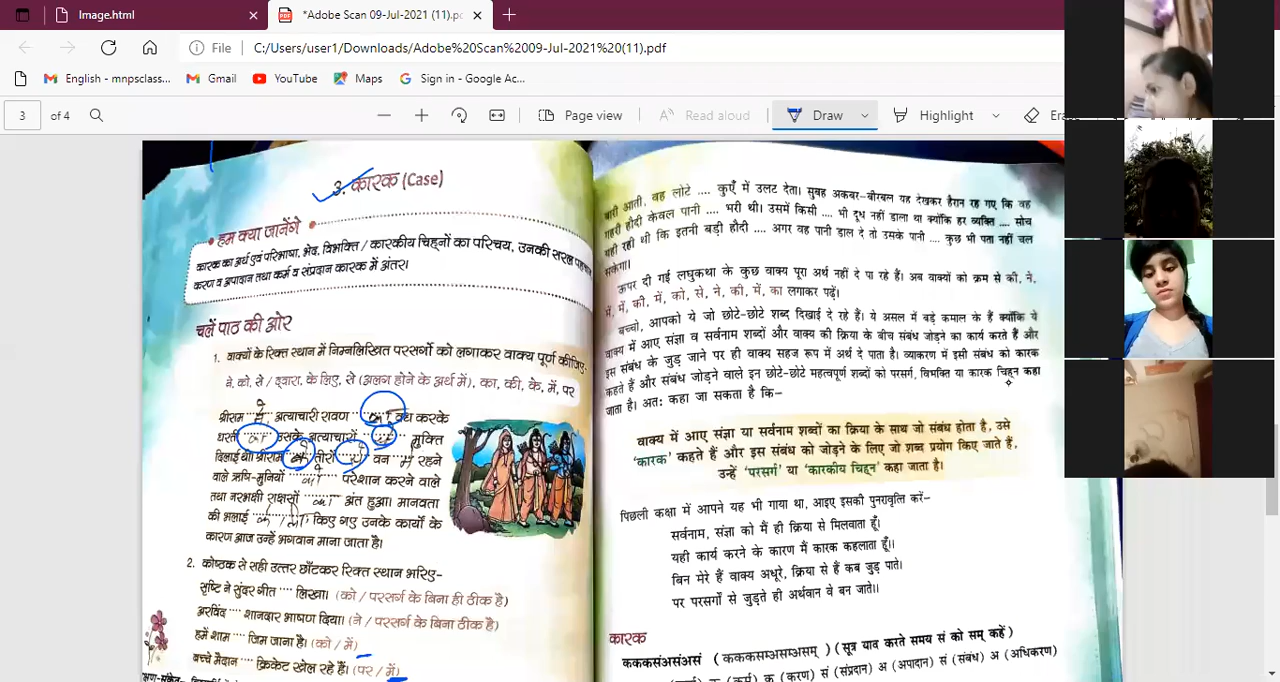 Image.html
*Adobe Scan 09-Jul-2021 (11).pd
File C:/Users/user1/Downloads/Adobe%20Scan%2009-Jul-2021%20(11).pdf
English - mnpsclass... Gmail YouTube Maps Sign in - Google Ac...
3 of 4 Page view Read aloud Draw Highlight Era
3. कारक (Case)
हम क्या जानेंगे
कारक का अर्थ एवं परिभाषा, भेद, विभक्ति / कारकीय चिह्नों का परिचय, उनकी सरल पहचान
करण व अपादान तथा कर्म व संप्रदान कारक में अंतर।
चलें पाठ की ओर
1. वाक्यों के रिक्त स्थान में निम्नलिखित परसर्गों को लगाकर वाक्य पूर्ण कीजिए-
ने, को, से / द्वारा, के लिए, से (अलग होने के अर्थ में), का, की, के, में, पर
श्रीराम ने अत्याचारी रावण का वध करके
धरती को उसके अत्याचारों से मुक्ति
दिलाई थी। श्रीराम के तीरों से वन में रहने
वाले ऋषि-मुनियों को परेशान करने वाले
तथा नरभक्षी राक्षसों का अंत हुआ। मानवता
की भलाई के लिए किए गए उनके कार्यों के
कारण आज उन्हें भगवान माना जाता है।
2. कोष्ठक से सही उत्तर छाँटकर रिक्त स्थान भरिए-
सृष्टि ने सुंदर गीत .... लिखा। (को / परसर्ग के बिना ही ठीक है)
अरविंद .... शानदार भाषण दिया। (ने / परसर्ग के बिना ठीक है)
हमें शाम .... जिम जाना है। (को / में)
बच्चे मैदान .... क्रिकेट खेल रहे हैं। (पर / में)
बारी आती, वह लोटे .... कुएँ में उलट देता। सुबह अकबर-बीरबल यह देखकर हैरान रह गए कि वह
गहरी हौदी केवल पानी .... भरी थी। उसमें किसी .... भी दूध नहीं डाला था क्योंकि हर व्यक्ति .... सोच
यही रही थी कि इतनी बड़ी हौदी .... अगर वह पानी डाल दे तो उसके पानी .... कुछ भी पता नहीं चल
सकेगा।
ऊपर दी गई लघुकथा के कुछ वाक्य पूरा अर्थ नहीं दे पा रहे हैं। अब वाक्यों को क्रम से की, ने,
में, में, की, में, को, से, ने, की, में, का लगाकर पढ़ें।
बच्चो, आपको ये जो छोटे-छोटे शब्द दिखाई दे रहे हैं। ये असल में बड़े कमाल के हैं क्योंकि ये
वाक्य में आए संज्ञा व सर्वनाम शब्दों और वाक्य की क्रिया के बीच संबंध जोड़ने का कार्य करते हैं और
इस संबंध के जुड़ जाने पर ही वाक्य सहज रूप में अर्थ दे पाता है। व्याकरण में इसी संबंध को कारक
कहते हैं और संबंध जोड़ने वाले इन छोटे-छोटे महत्वपूर्ण शब्दों को परसर्ग, विभक्ति या कारक चिह्न कहा
जाता है। अतः कहा जा सकता है कि–
वाक्य में आए संज्ञा या सर्वनाम शब्दों का क्रिया के साथ जो संबंध होता है, उसे
'कारक' कहते हैं और इस संबंध को जोड़ने के लिए जो शब्द प्रयोग किए जाते हैं,
उन्हें 'परसर्ग' या 'कारकीय चिह्न' कहा जाता है।
पिछली कक्षा में आपने यह भी गाया था, आइए इसकी पुनरावृत्ति करें–
सर्वनाम, संज्ञा को मैं ही क्रिया से मिलवाता हूँ।
यही कार्य करने के कारण मैं कारक कहलाता हूँ।।
बिन मेरे हैं वाक्य अधूरे, क्रिया से हैं कब जुड़ पाते।
पर परसर्गों से जुड़ते ही अर्थवान वे बन जाते।।
कारक
कककसंअसंअसं (कककसम्असम्असम्) (सूत्र याद करते समय सं को सम् कहें)
क (कर्म) क (करण) सं (संप्रदान) अ (अपादान) सं (संबंध) अ (अधिकरण)